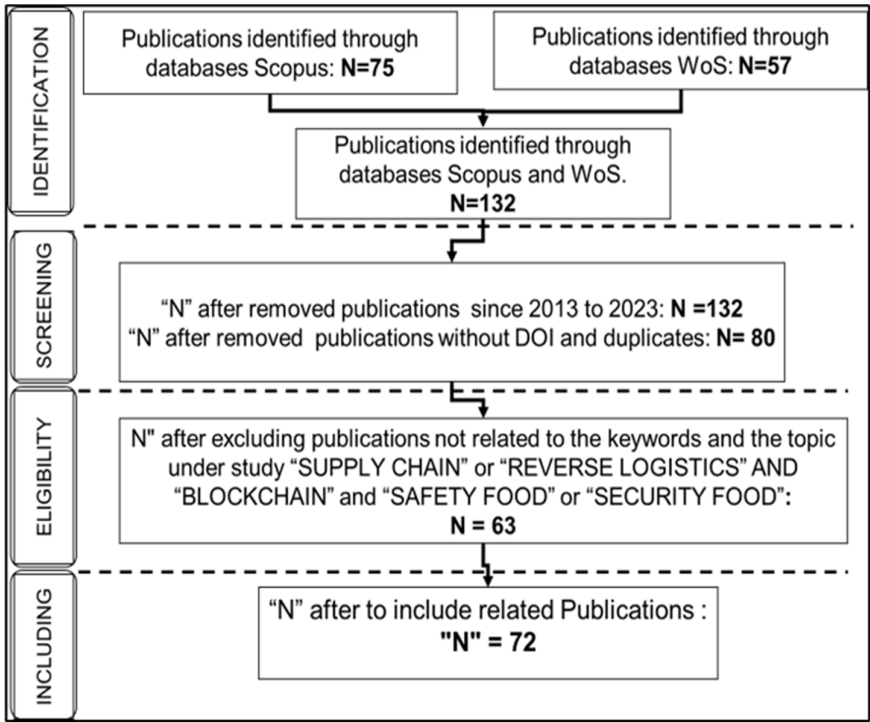 IDENTIFICATION
Publications identified through
databases Scopus: N=75
Publications identified through
databases WoS: N=57
Publications identified through
databases Scopus and WoS.
N=132
SCREENING
“N” after removed publications since 2013 to 2023: N =132
“N” after removed publications without DOI and duplicates: N= 80
ELIGIBILITY
N" after excluding publications not related to the keywords and the topic
under study “SUPPLY CHAIN” or “REVERSE LOGISTICS” AND
“BLOCKCHAIN” and “SAFETY FOOD” or “SECURITY FOOD”:
N = 63
INCLUDING
“N” after to include related Publications :
"N" = 72